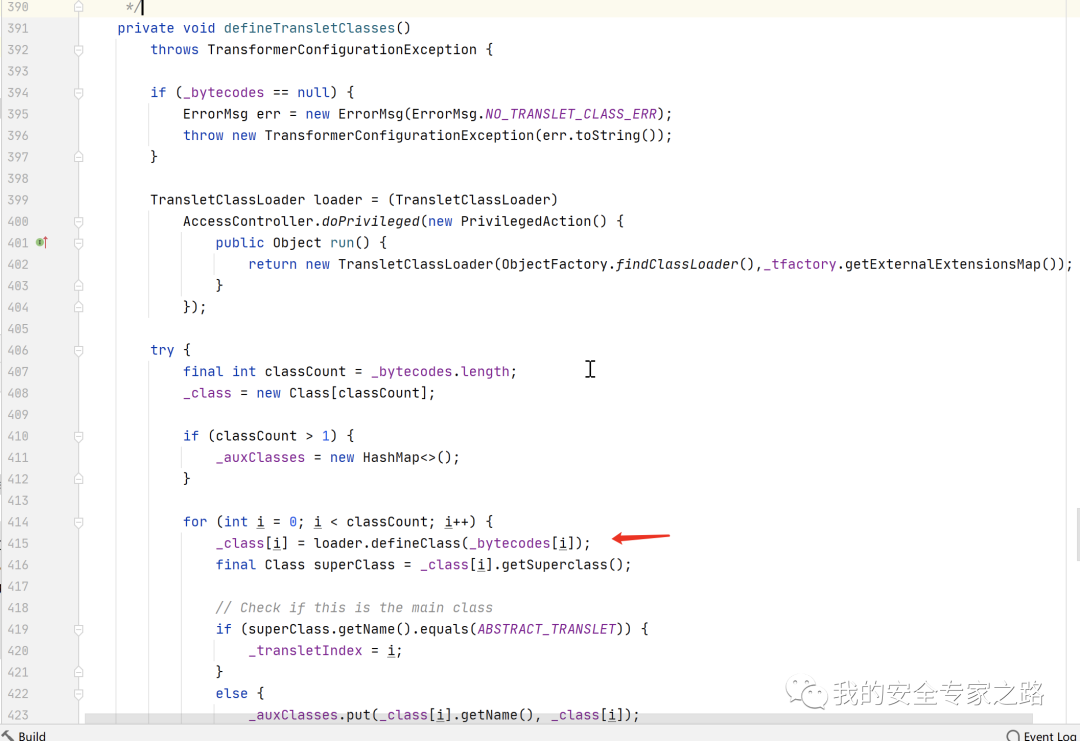 390 */
391 private void defineTransletClasses()
392 throws TransformerConfigurationException {
393
394 if (_bytecodes == null) {
395 ErrorMsg err = new ErrorMsg(ErrorMsg.NO_TRANSLET_CLASS_ERR);
396 throw new TransformerConfigurationException(err.toString());
397 }
398
399 TransletClassLoader loader = (TransletClassLoader)
400 AccessController.doPrivileged(new PrivilegedAction() {
401 public Object run() {
402 return new TransletClassLoader(ObjectFactory.findClassLoader(),_tfactory.getExternalExtensionsMap());
403 }
404 });
405
406 try {
407 final int classCount = _bytecodes.length;
408 _class = new Class[classCount];
409
410 if (classCount > 1) {
411 _auxClasses = new HashMap<>();
412 }
413
414 for (int i = 0; i < classCount; i++) {
415 _class[i] = loader.defineClass(_bytecodes[i]);
416 final Class superClass = _class[i].getSuperclass();
417
418 // Check if this is the main class
419 if (superClass.getName().equals(ABSTRACT_TRANSLET)) {
420 _transletIndex = i;
421 }
422 else {
423 _auxClasses.put(_class[i].getName(), _class[i]);
我的安全专家之路
Build Event Log